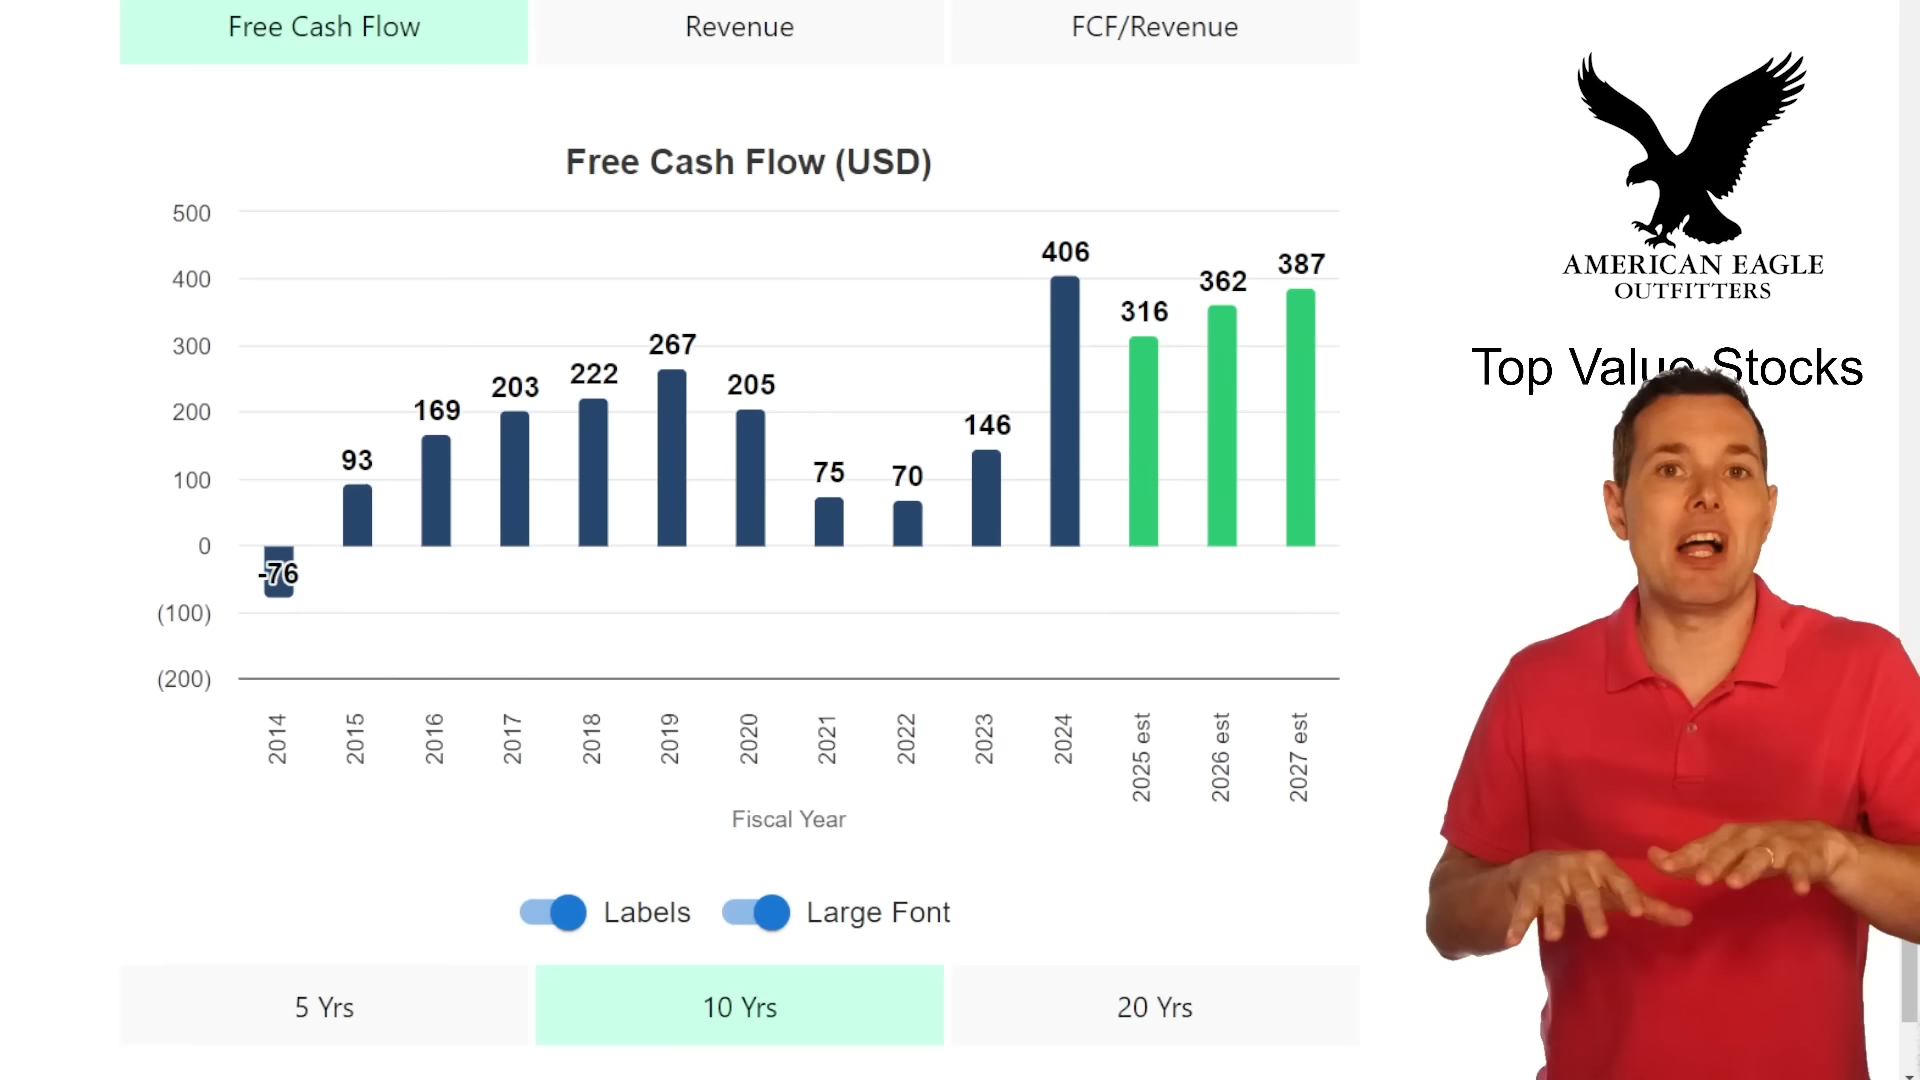 Free Cash Flow
Revenue
FCF/Revenue
Free Cash Flow (USD)
500
400
300
200
100
0
(100)
(200)
-76
93
169
203
222
267
205
75
70
146
406
316
362
387
2014
2015
2016
2017
2018
2019
2020
2021
2022
2023
2024
2025 est
2026 est
2027 est
Fiscal Year
Labels
Large Font
5 Yrs
10 Yrs
20 Yrs
AMERICAN EAGLE
OUTFITTERS
Top Value Stocks